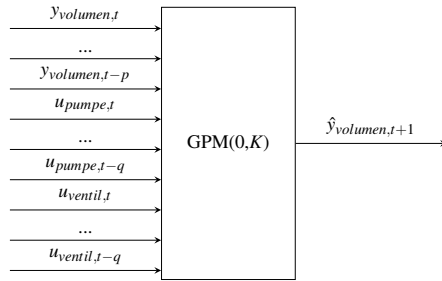 y_{volumen,t}
...
y_{volumen,t−p}
u_{pumpe,t}
...
u_{pumpe,t−q}
u_{ventil,t}
...
u_{ventil,t−q}
GPM(0,K)
ŷ_{volumen,t+1}